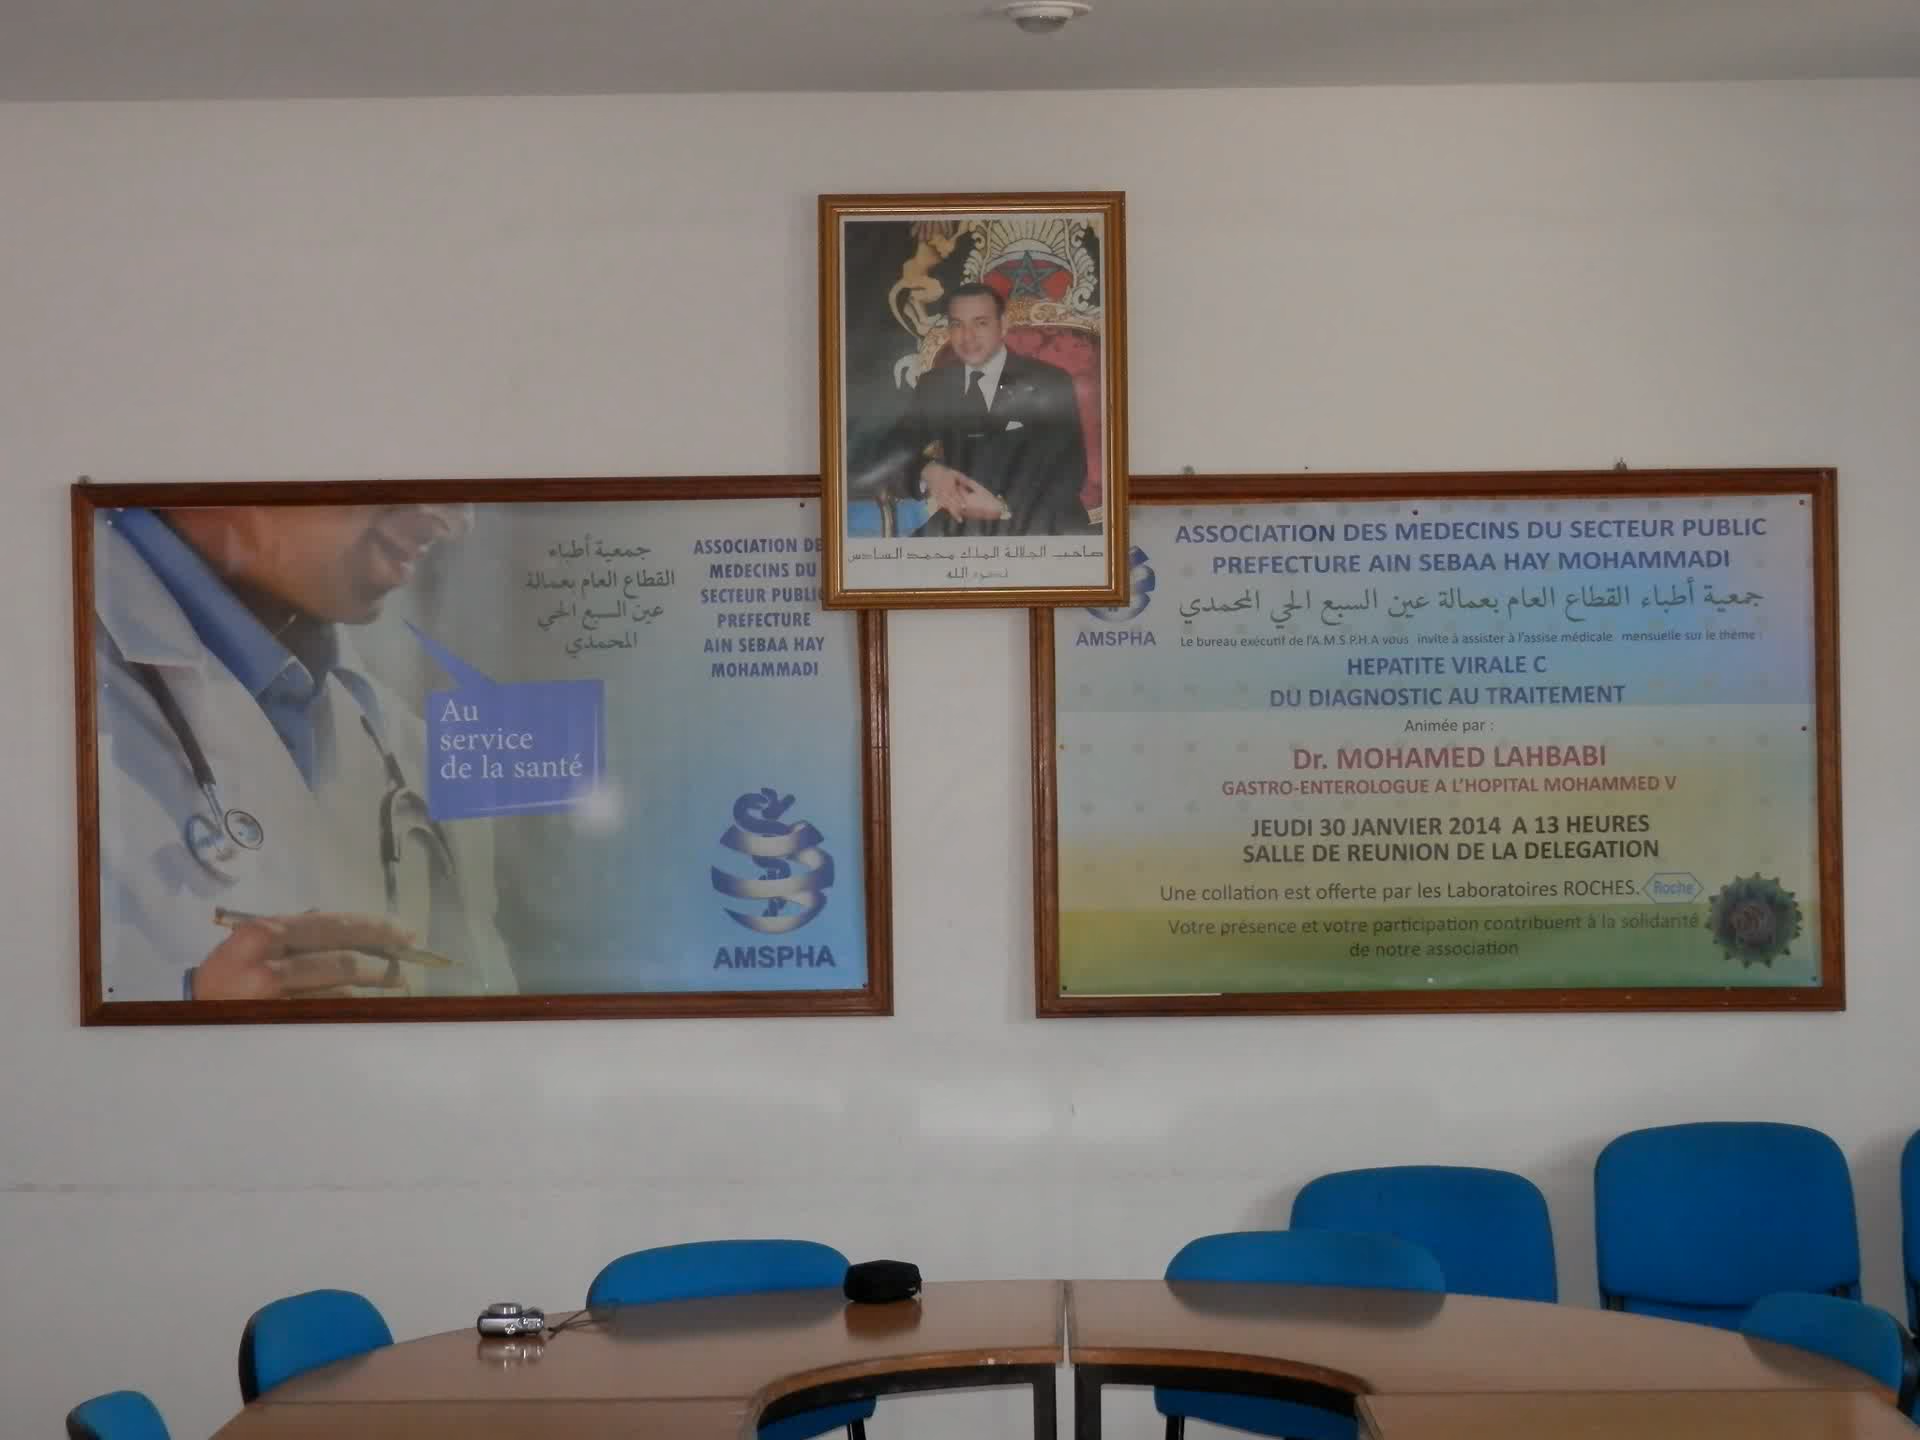 صاحب الجلالة الملك محمد السادس
نصره الله
جمعية أطباء
القطاع العام بعمالة
عين السبع الحي
المحمدي
ASSOCIATION DE
MEDECINS DU
SECTEUR PUBLIC
PREFECTURE
AIN SEBAA HAY
MOHAMMADI
Au
service
de la santé
AMSPHA
ASSOCIATION DES MEDECINS DU SECTEUR PUBLIC
PREFECTURE AIN SEBAA HAY MOHAMMADI
جمعية أطباء القطاع العام بعمالة عين السبع الحي المحمدي
AMSPHA
Le bureau exécutif de l'A.M.S.P.H.A vous invite à assister à l'assise médicale mensuelle sur le thème :
HEPATITE VIRALE C
DU DIAGNOSTIC AU TRAITEMENT
Animée par :
Dr. MOHAMED LAHBABI
GASTRO-ENTEROLOGUE A L'HOPITAL MOHAMMED V
JEUDI 30 JANVIER 2014 A 13 HEURES
SALLE DE REUNION DE LA DELEGATION
Une collation est offerte par les Laboratoires ROCHES. Roche
Votre présence et votre participation contribuent à la solidarité
de notre association